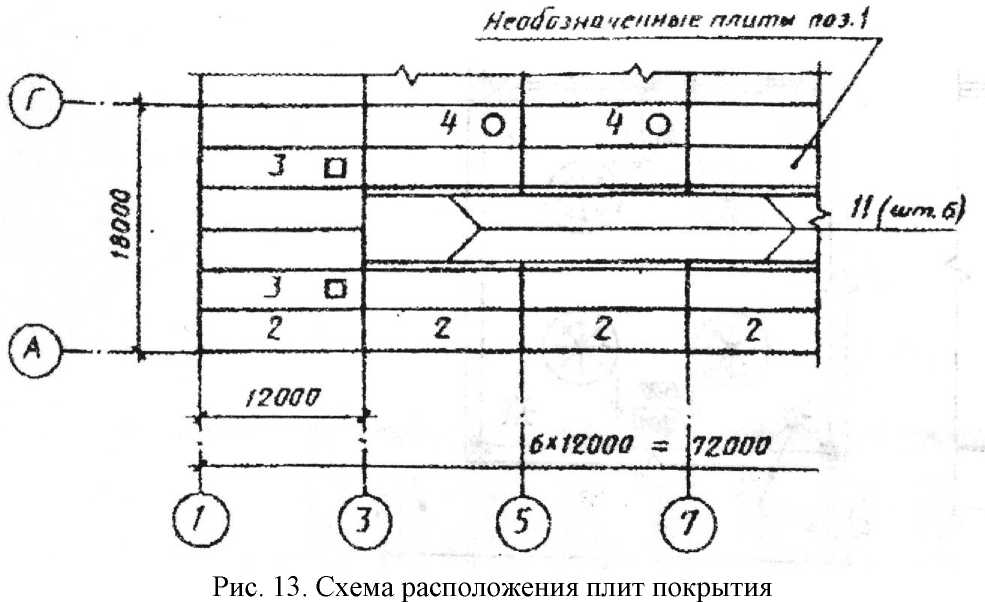 Необозначенные плиты поз.1
Г
4 4
3
11 (шт. 6)
18000
3
2 2 2 2
А
12000
6×12000 = 72000
1 3 5 7
Рис. 13. Схема расположения плит покрытия